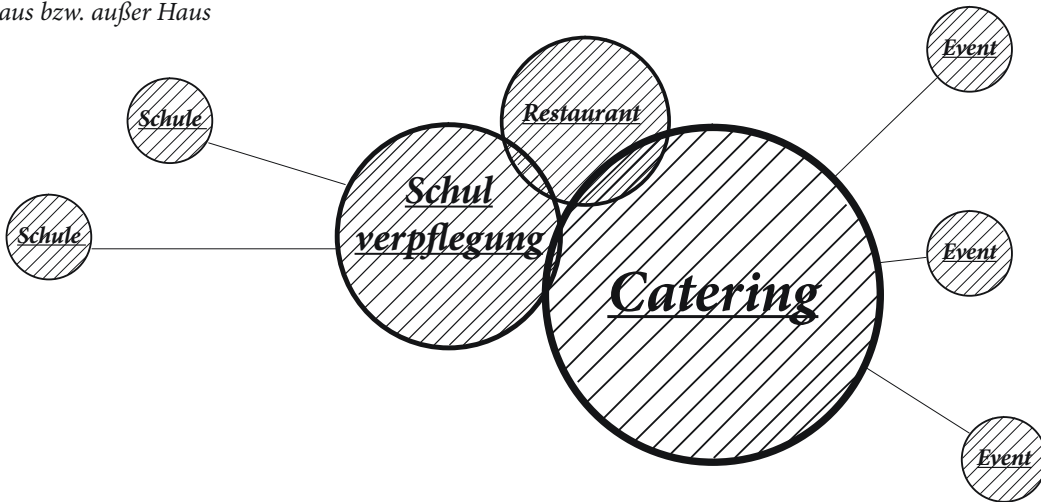 aus bzw. außer Haus
Event
Restaurant
Schule
Schul
verpflegung
Schule
Event
Catering
Event